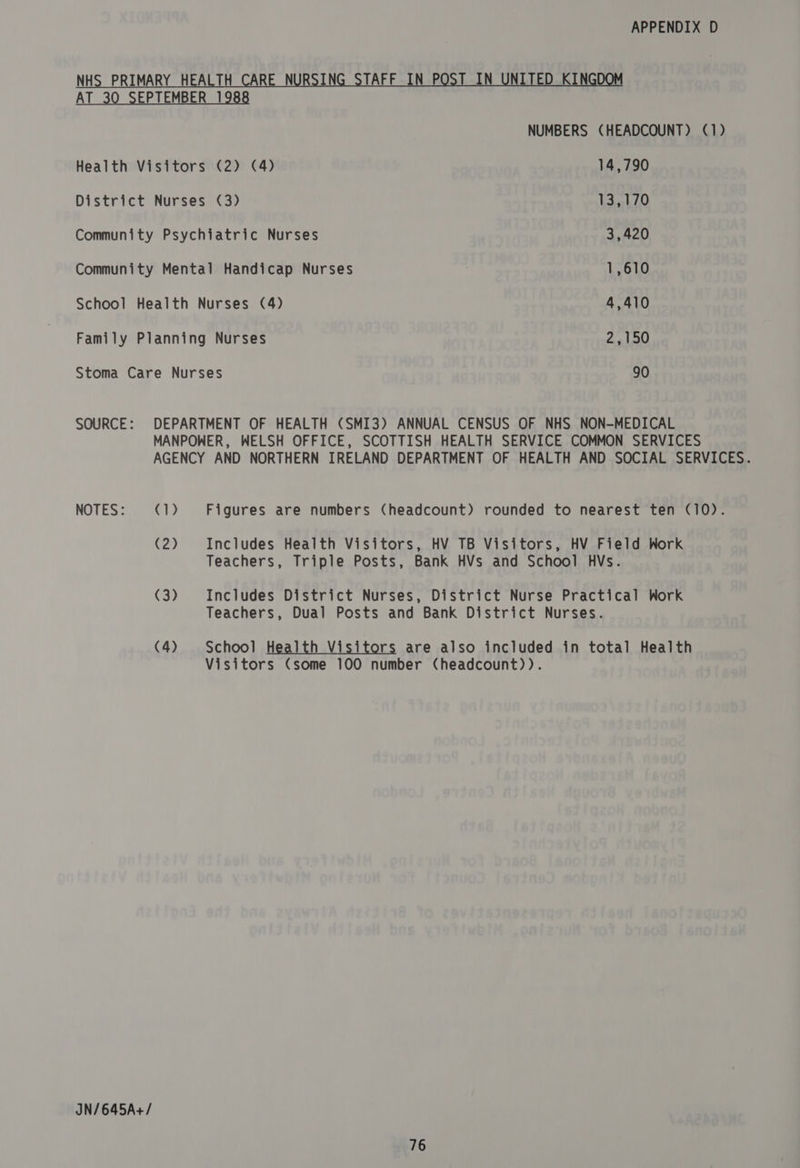 APPENDIX D
NHS PRIMARY HEALTH CARE NURSING STAFF IN POST IN UNITED KINGDOM
AT 30 SEPTEMBER 1988
NUMBERS (HEADCOUNT) (1)
Health Visitors (2) (4) 14,790
District Nurses (3) 13,170
Community Psychiatric Nurses 3,420
Community Mental Handicap Nurses 1,610
School Health Nurses (4) 4,410
Family Planning Nurses 2,150
Stoma Care Nurses 90
SOURCE: DEPARTMENT OF HEALTH (SMI3) ANNUAL CENSUS OF NHS NON-MEDICAL
MANPOWER, WELSH OFFICE, SCOTTISH HEALTH SERVICE COMMON SERVICES
AGENCY AND NORTHERN IRELAND DEPARTMENT OF HEALTH AND SOCIAL SERVICES.
NOTES: (1) Figures are numbers (headcount) rounded to nearest ten (10).
(2) Includes Health Visitors, HV TB Visitors, HV Field Work
Teachers, Triple Posts, Bank HVs and School HVs.
(3) Includes District Nurses, District Nurse Practical Work
Teachers, Dual Posts and Bank District Nurses.
(4) School Health Visitors are also included in total Health
Visitors (some 100 number (headcount)).
JN/645A+/
76